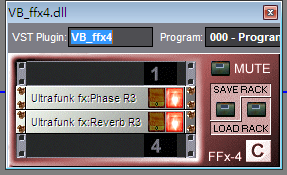 VB_ffx4.dll
VST Plugin: VB_ffx4 Program: 000 - Program
1
MUTE
SAVE RACK
Ultrafunk fx:Phase R3
Ultrafunk fx:Reverb R3
LOAD RACK
4
FFx-4 C